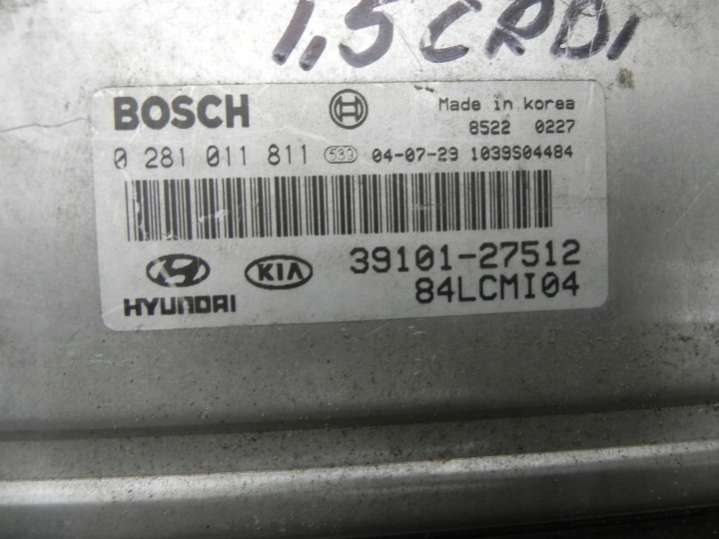 1,5 CRDI
BOSCH
Made in korea
8522 0227
0 281 011 811 530 04-07-29 1039S04484
39101-27512
HYUNDAI KIA 84LCMI04